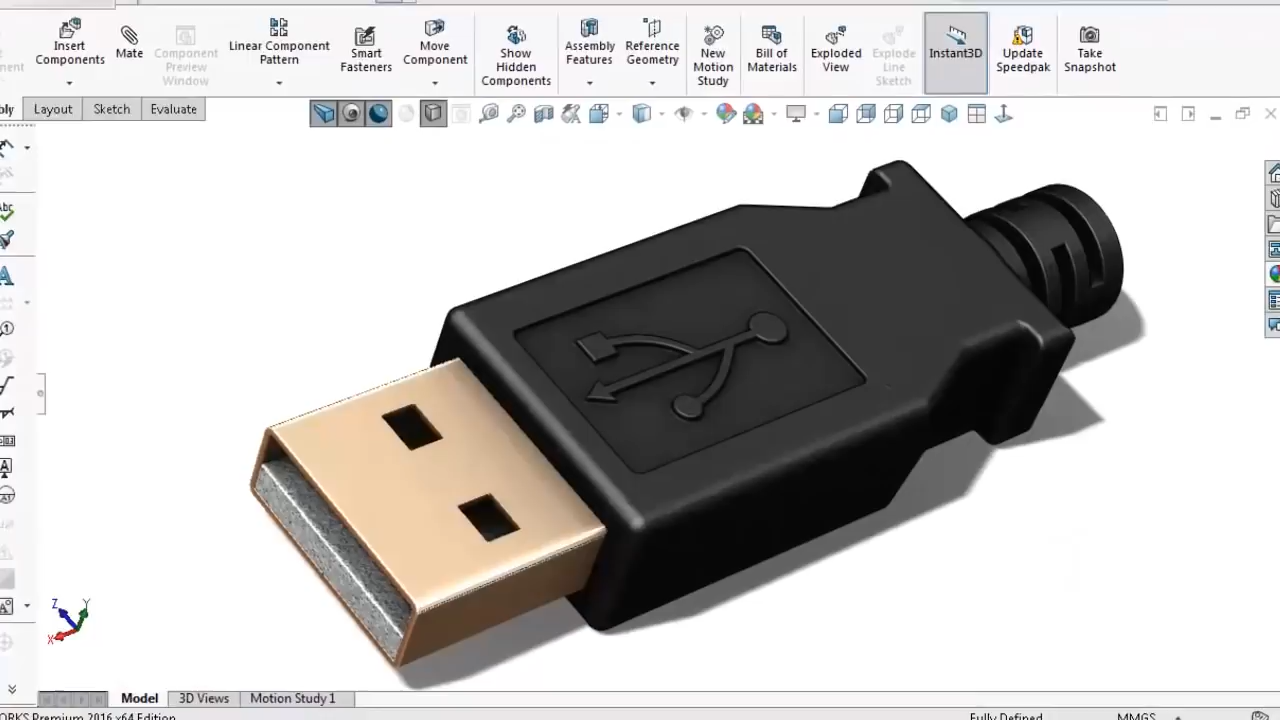 Insert Components
Mate
Component Preview Window
Linear Component Pattern
Smart Fasteners
Move Component
Show Hidden Components
Assembly Features
Reference Geometry
New Motion Study
Bill of Materials
Exploded View
Explode Line Sketch
Instant3D
Update Speedpak
Take Snapshot
Layout
Sketch
Evaluate
Abc
A
Z
Y
X
Model
3D Views
Motion Study 1
ORKS Premium 2016 x64 Edition
Fully Defined
MMGS